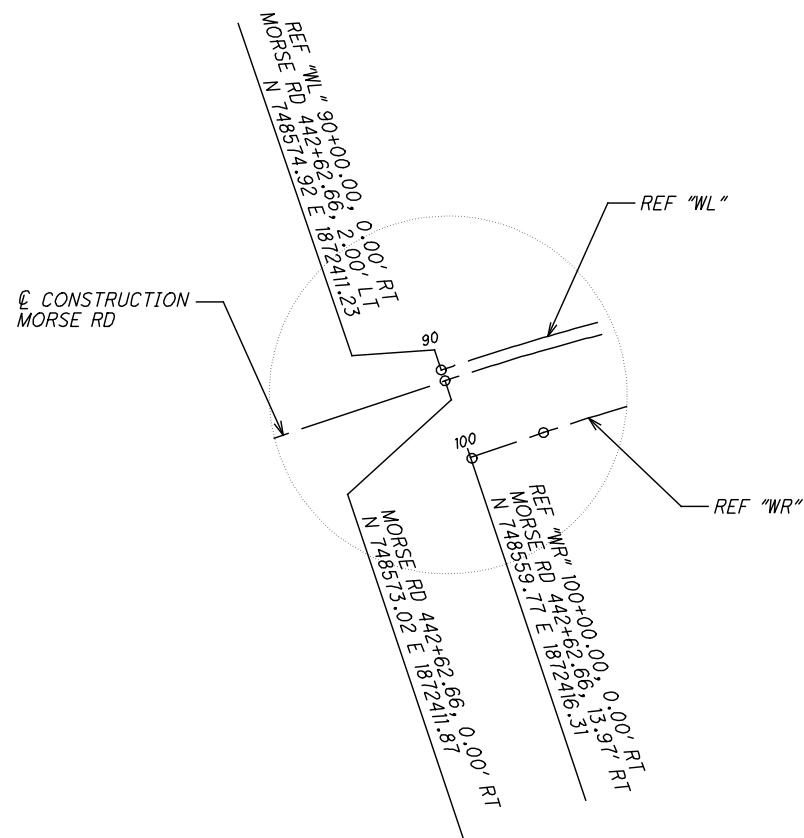 REF "WL" 90+00.00, 0.00' RT
MORSE RD 442+62.66, 2.00' LT
N 748574.92 E 1872411.23
REF "WL"
℄ CONSTRUCTION
MORSE RD
90
100
REF "WR"
REF "WR" 100+00.00, 0.00' RT
MORSE RD 442+62.66, 13.97' RT
N 748559.77 E 1872416.31
MORSE RD 442+62.66, 0.00' RT
N 748573.02 E 1872411.87